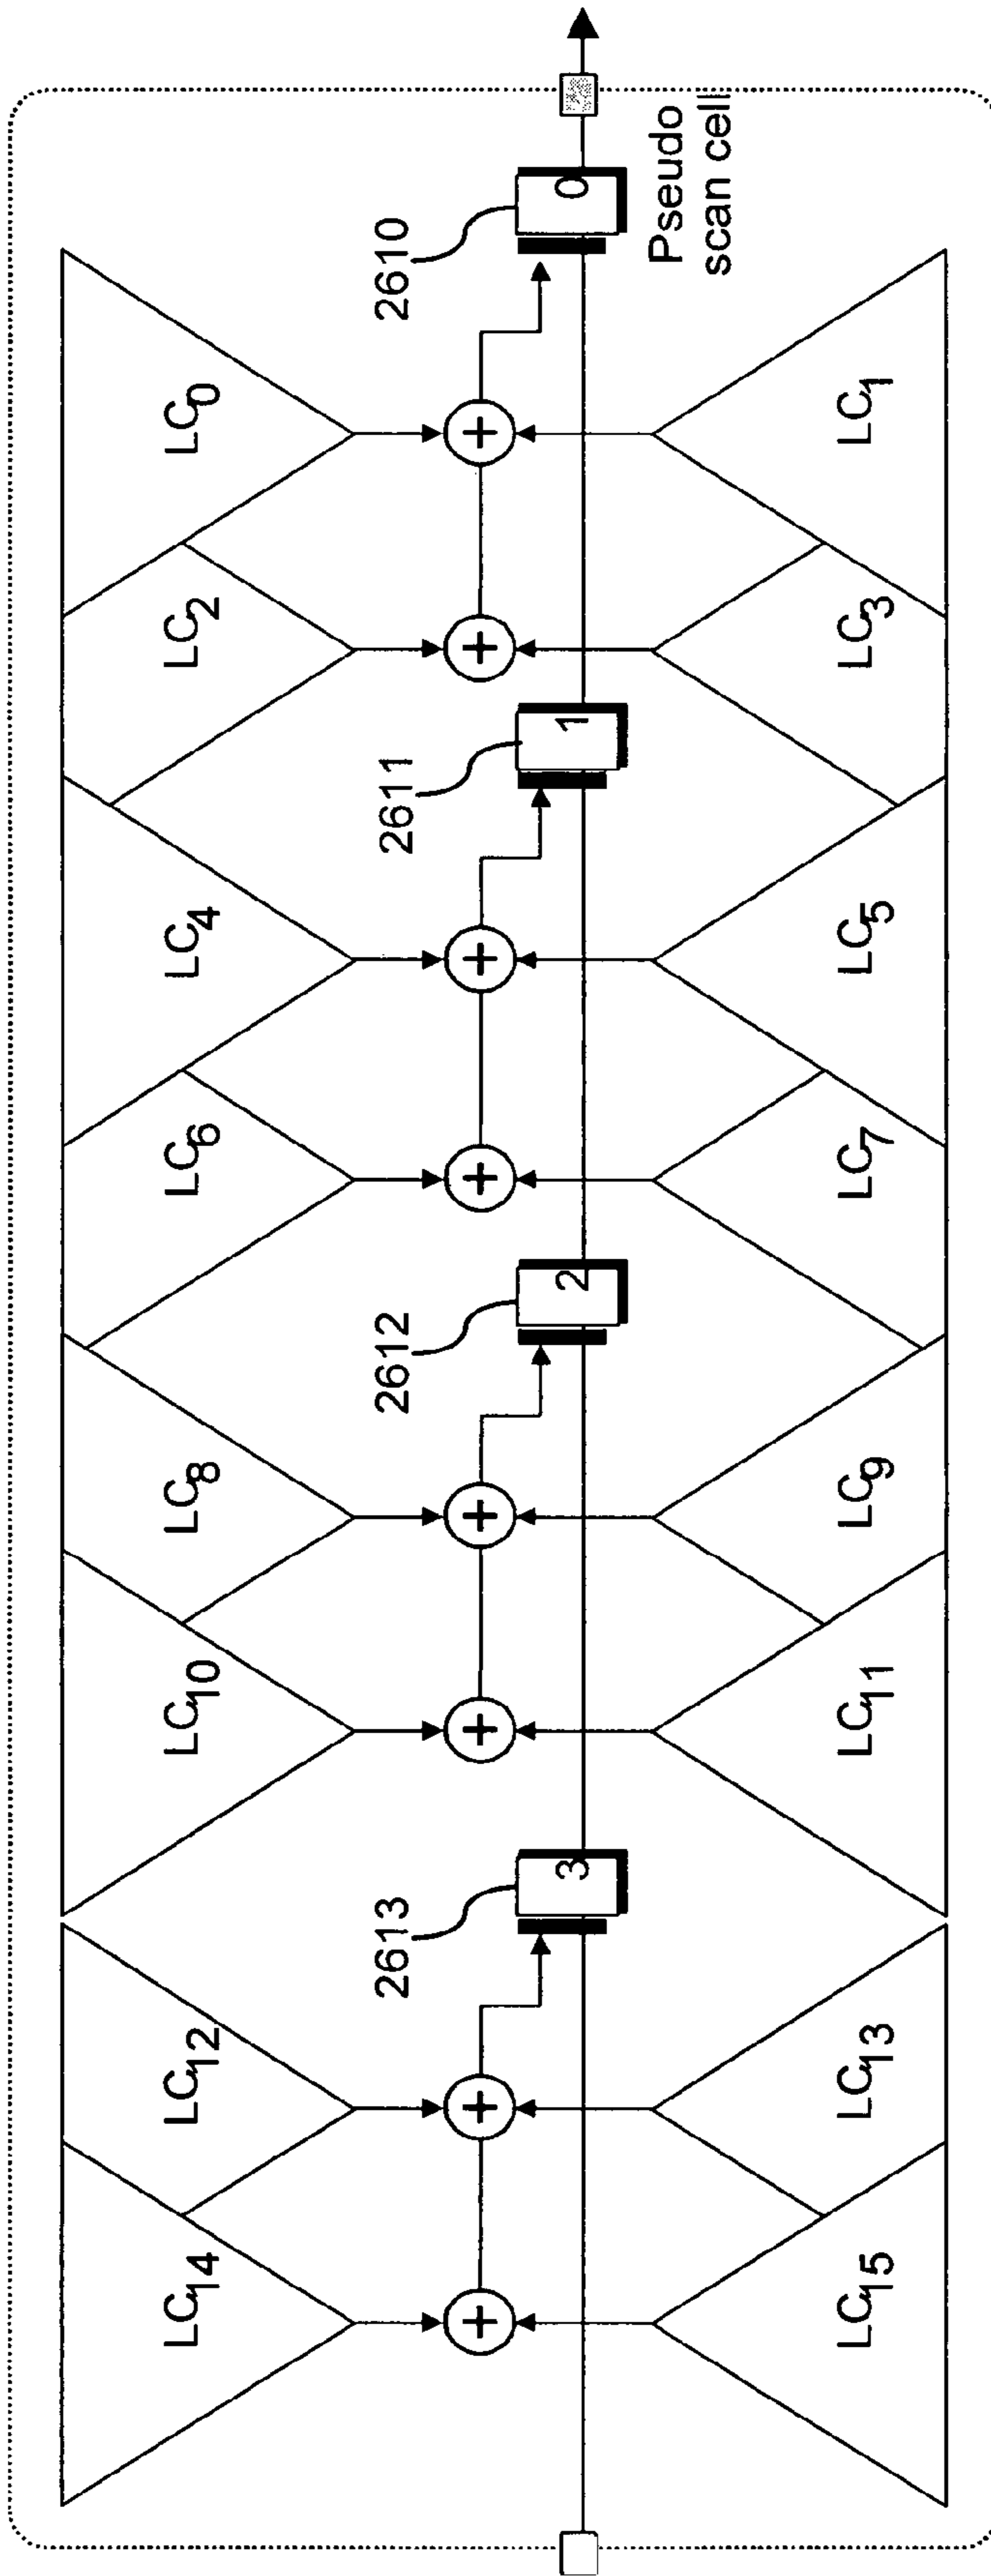 LC0
LC2
LC4
LC6
LC8
LC10
LC12
LC14
2610
2611
2612
2613
+
+
+
+
+
+
+
+
0
1
2
3
Pseudo
scan cell
LC1
LC3
LC5
LC7
LC9
LC11
LC13
LC15